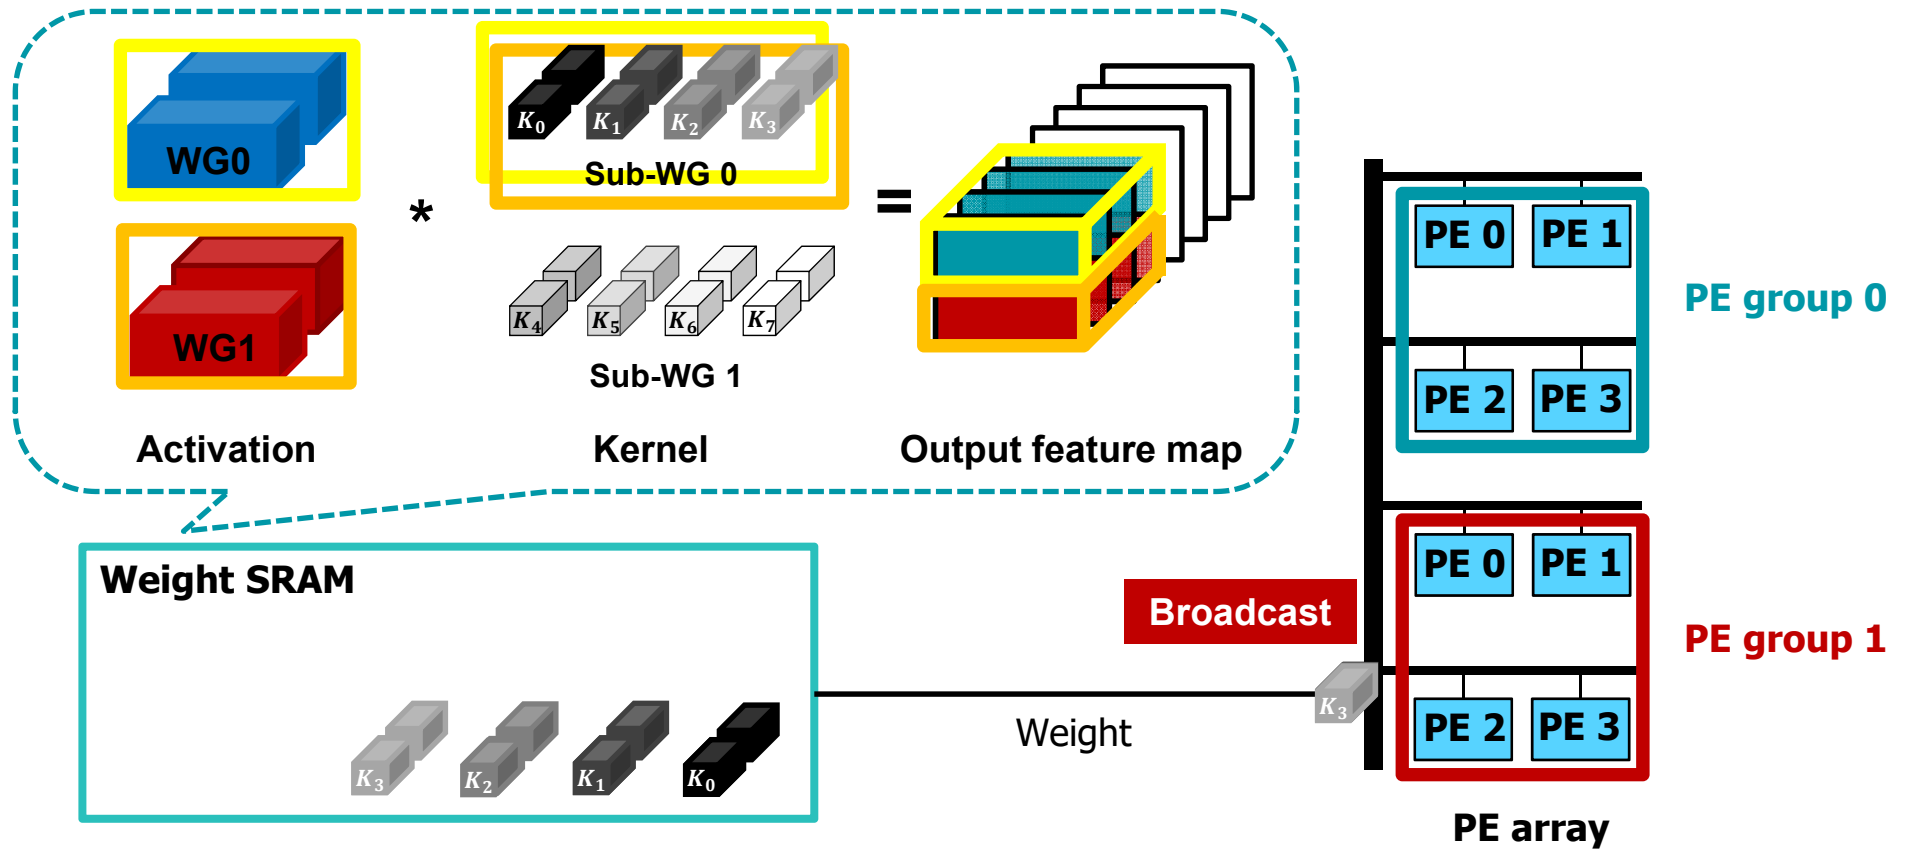 WG0
WG1
Activation
*
K0 K1 K2 K3
Sub-WG 0
K4 K5 K6 K7
Sub-WG 1
Kernel
=
Output feature map
Weight SRAM
K3 K2 K1 K0
Weight
Broadcast
K3
PE 0 PE 1
PE 2 PE 3
PE group 0
PE 0 PE 1
PE 2 PE 3
PE group 1
PE array